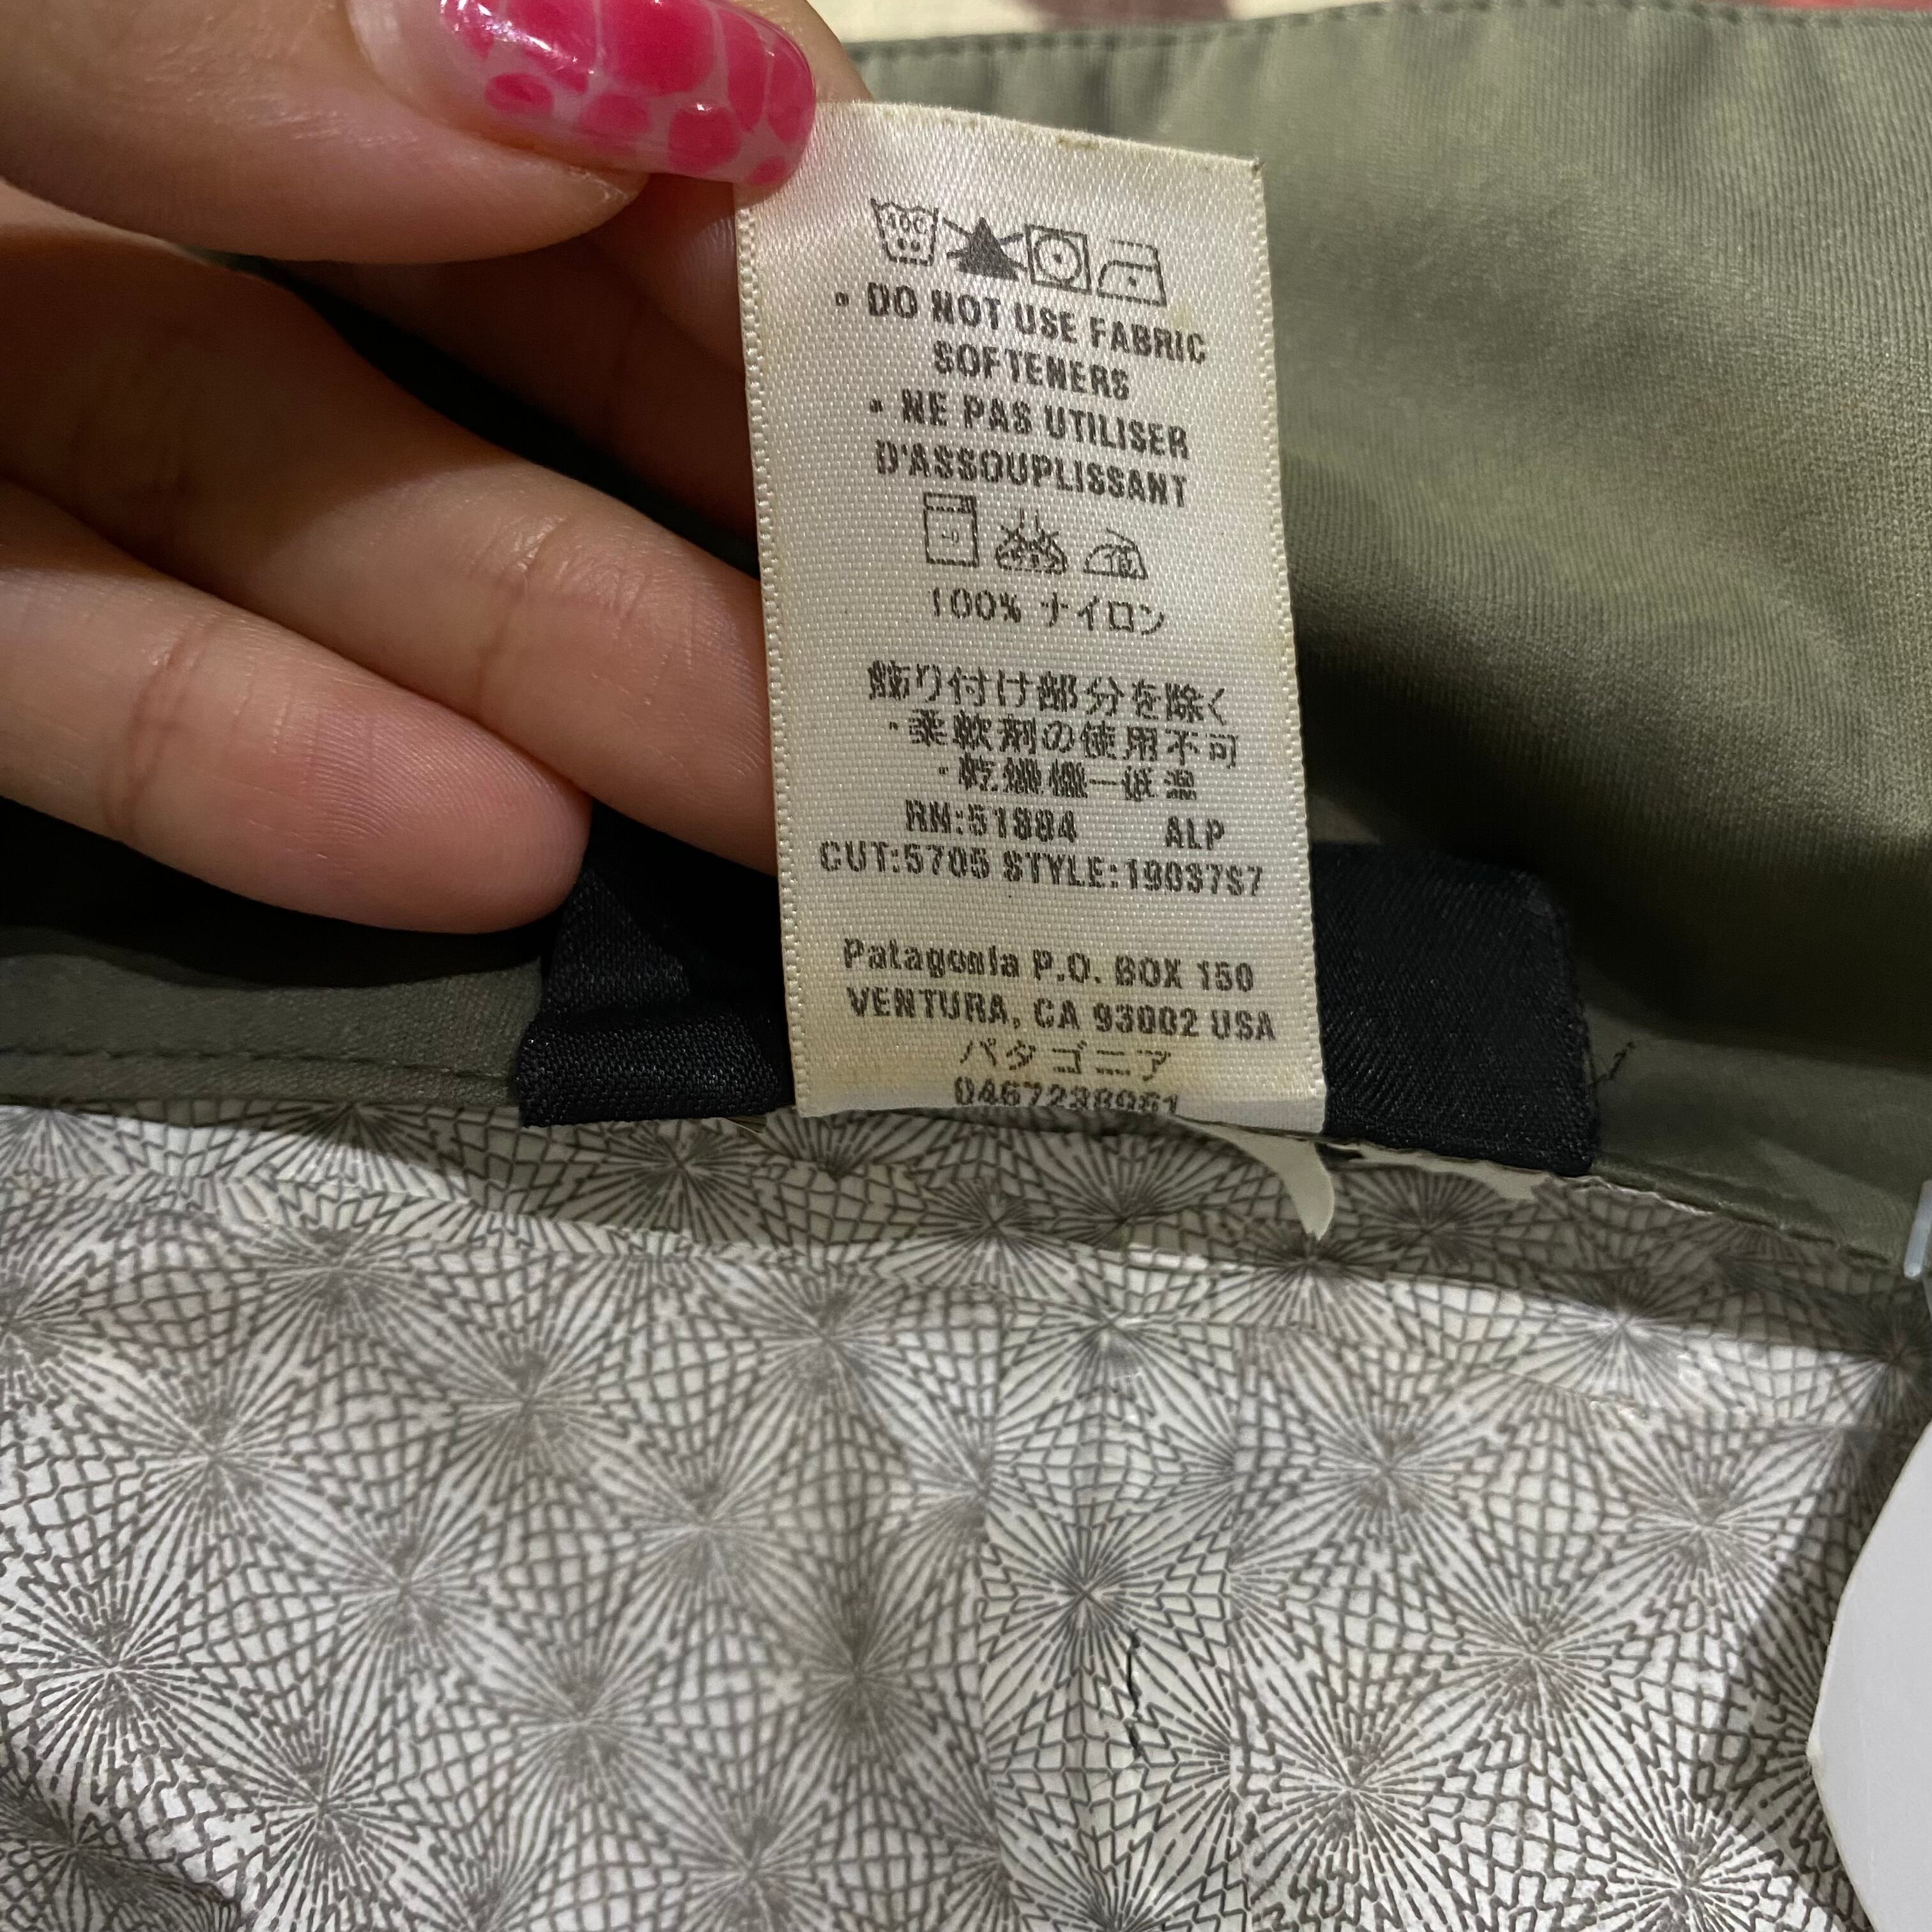 40C
• DO NOT USE FABRIC
SOFTENERS
• NE PAS UTILISER
D'ASSOUPLISSANT
100% ナイロン
飾り付け部分を除く
・柔軟剤の使用不可
・乾燥機一低温
RN:51884 ALP
CUT:5705 STYLE:19037S7
Patagonia P.O. BOX 150
VENTURA, CA 93002 USA
パタゴニア